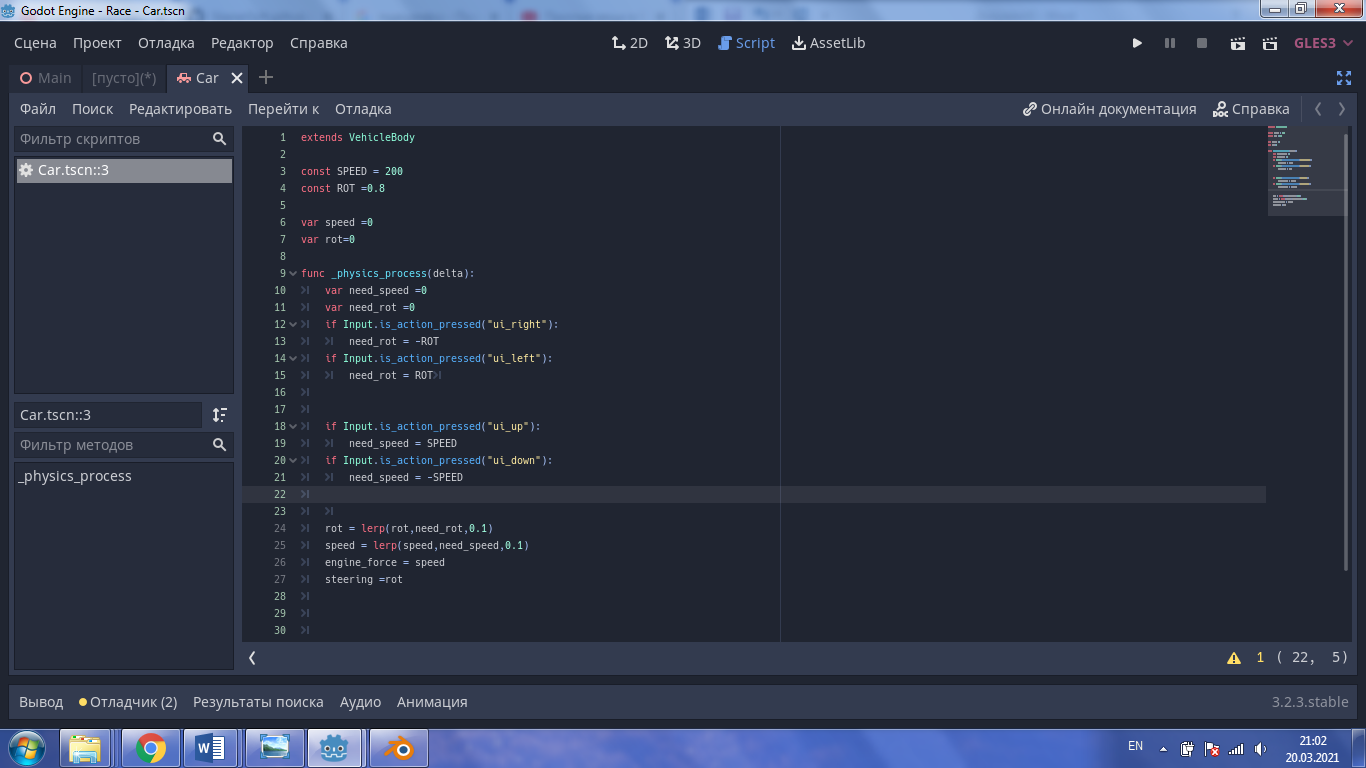 Godot Engine - Race - Car.tscn
Сцена Проект Отладка Редактор Справка 2D 3D Script AssetLib GLES3
Main [пусто](*) Car
Файл Поиск Редактировать Перейти к Отладка Онлайн документация Справка
Фильтр скриптов
Car.tscn::3
Car.tscn::3
Фильтр методов
_physics_process
1 extends VehicleBody
2
3 const SPEED = 200
4 const ROT =0.8
5
6 var speed =0
7 var rot=0
8
9 func _physics_process(delta):
10 var need_speed =0
11 var need_rot =0
12 if Input.is_action_pressed("ui_right"):
13 need_rot = -ROT
14 if Input.is_action_pressed("ui_left"):
15 need_rot = ROT
16
17
18 if Input.is_action_pressed("ui_up"):
19 need_speed = SPEED
20 if Input.is_action_pressed("ui_down"):
21 need_speed = -SPEED
22
23
24 rot = lerp(rot,need_rot,0.1)
25 speed = lerp(speed,need_speed,0.1)
26 engine_force = speed
27 steering =rot
28
29
30
1 ( 22, 5)
Вывод Отладчик (2) Результаты поиска Аудио Анимация 3.2.3.stable
EN 21:02
20.03.2021